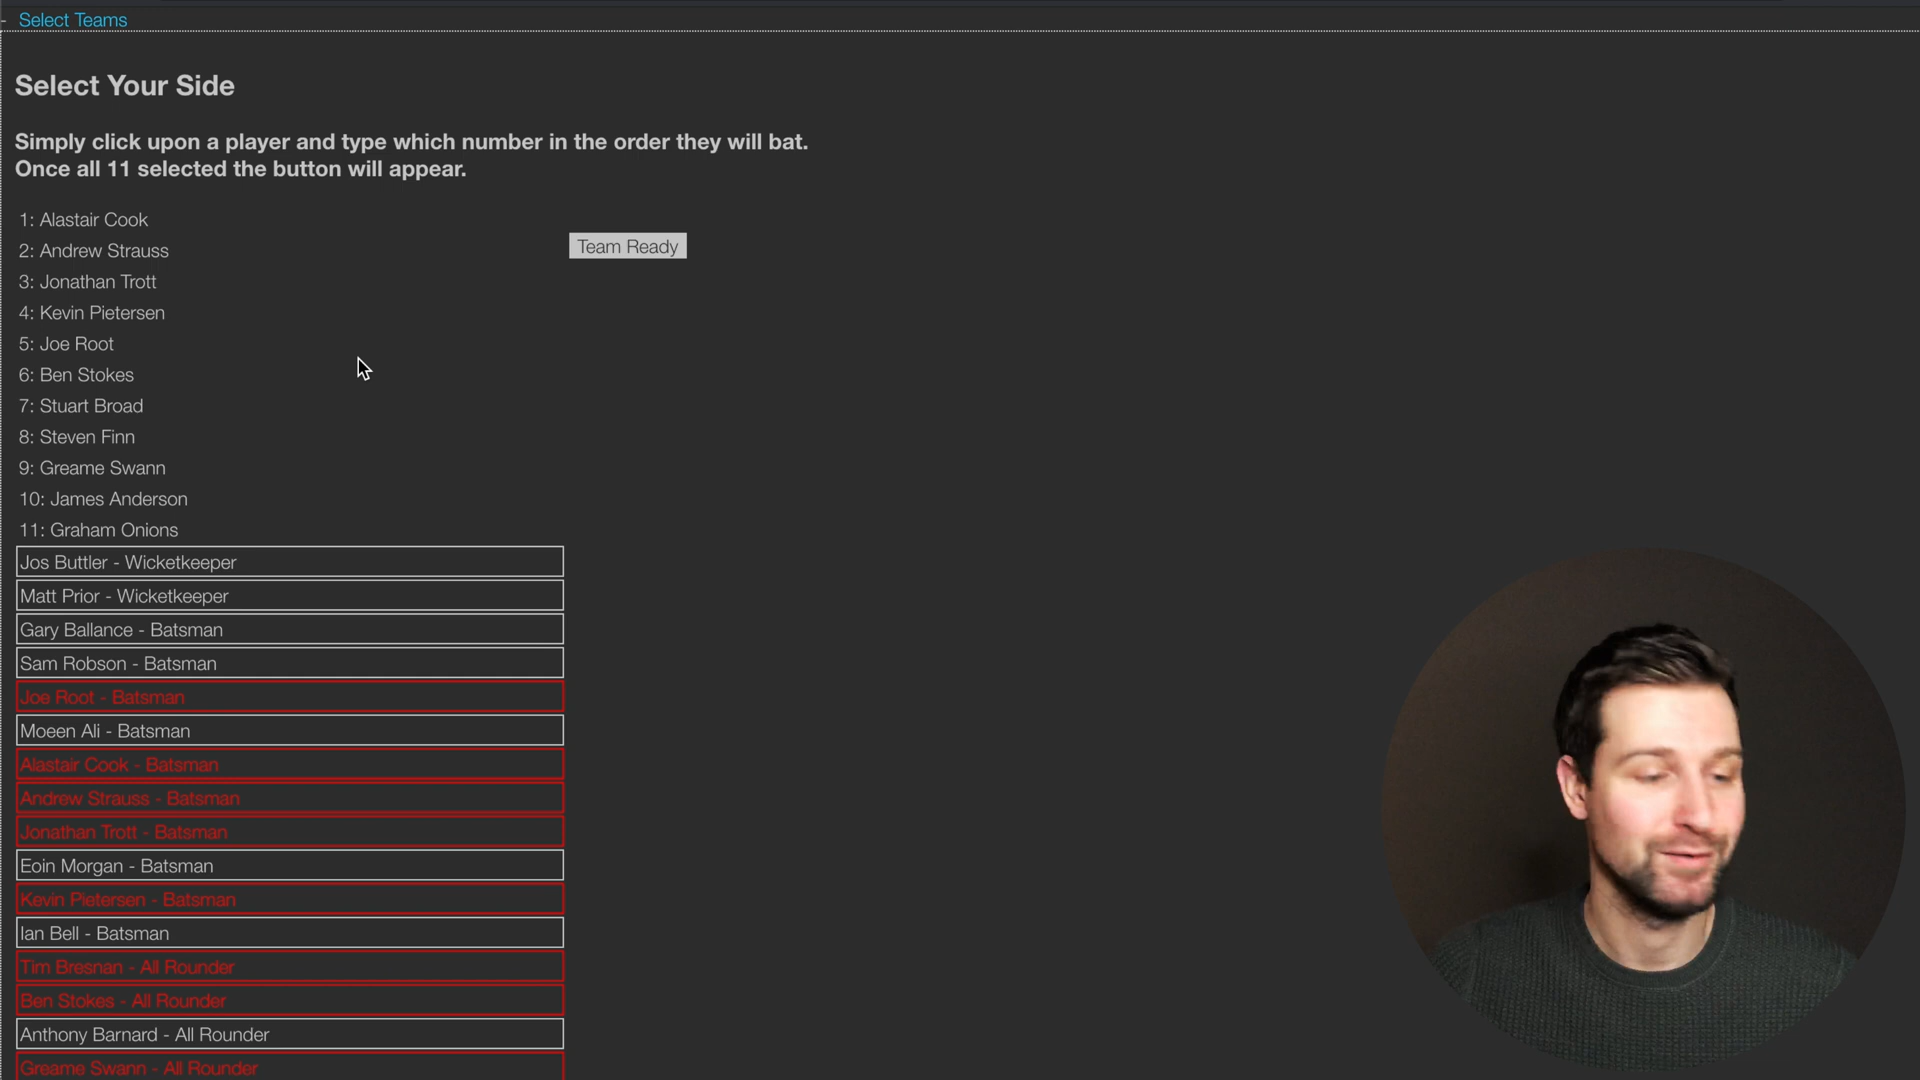 - Select Teams
Select Your Side
Simply click upon a player and type which number in the order they will bat.
Once all 11 selected the button will appear.
1: Alastair Cook
2: Andrew Strauss
Team Ready
3: Jonathan Trott
4: Kevin Pietersen
5: Joe Root
6: Ben Stokes
7: Stuart Broad
8: Steven Finn
9: Greame Swann
10: James Anderson
11: Graham Onions
Jos Buttler - Wicketkeeper
Matt Prior - Wicketkeeper
Gary Ballance - Batsman
Sam Robson - Batsman
Joe Root - Batsman
Moeen Ali - Batsman
Alastair Cook - Batsman
Andrew Strauss - Batsman
Jonathan Trott - Batsman
Eoin Morgan - Batsman
Kevin Pietersen - Batsman
Ian Bell - Batsman
Tim Bresnan - All Rounder
Ben Stokes - All Rounder
Anthony Barnard - All Rounder
Greame Swann - All Rounder